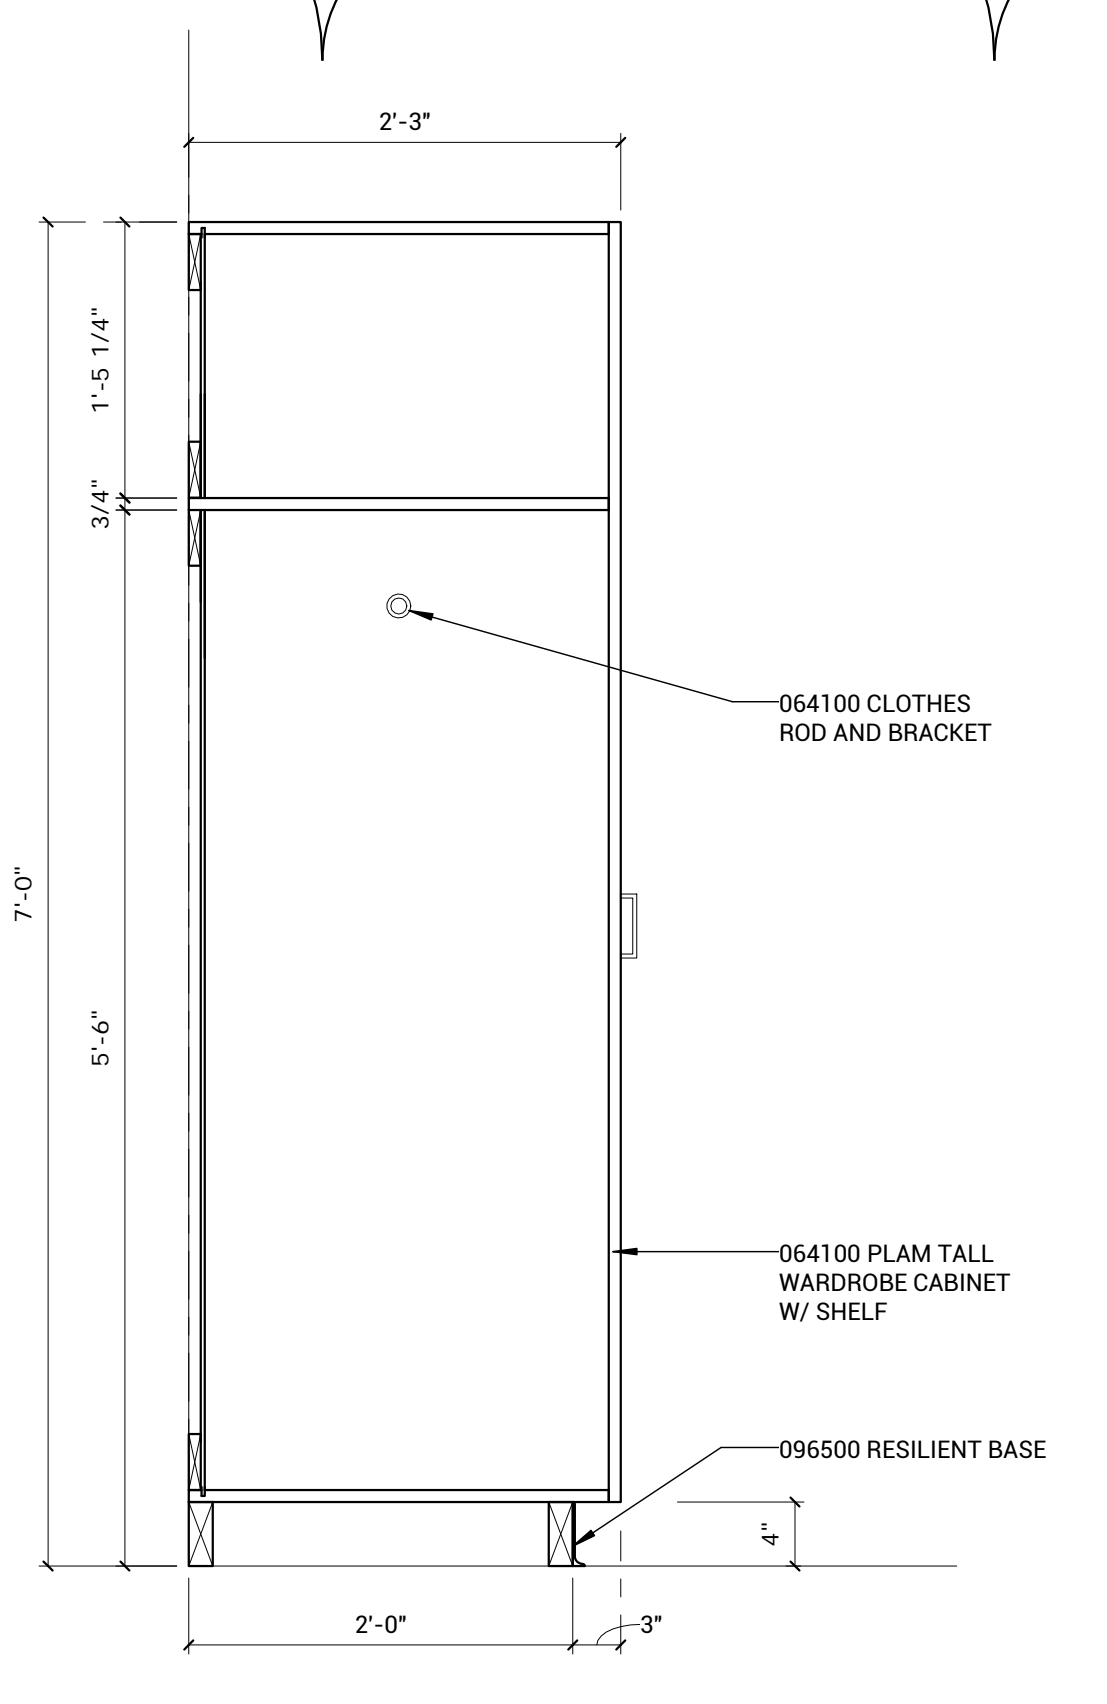 2'-3"
1'-5 1/4"
3/4"
064100 CLOTHES
ROD AND BRACKET
7'-0"
5'-6"
064100 PLAM TALL
WARDROBE CABINET
W/ SHELF
096500 RESILIENT BASE
4"
2'-0"
3"